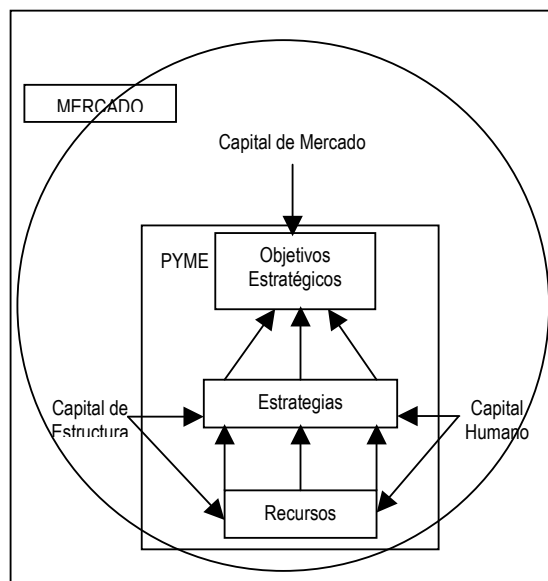 MERCADO
Capital de Mercado
PYME
Objetivos
Estratégicos
Estrategias
Capital de
Estructura
Capital
Humano
Recursos